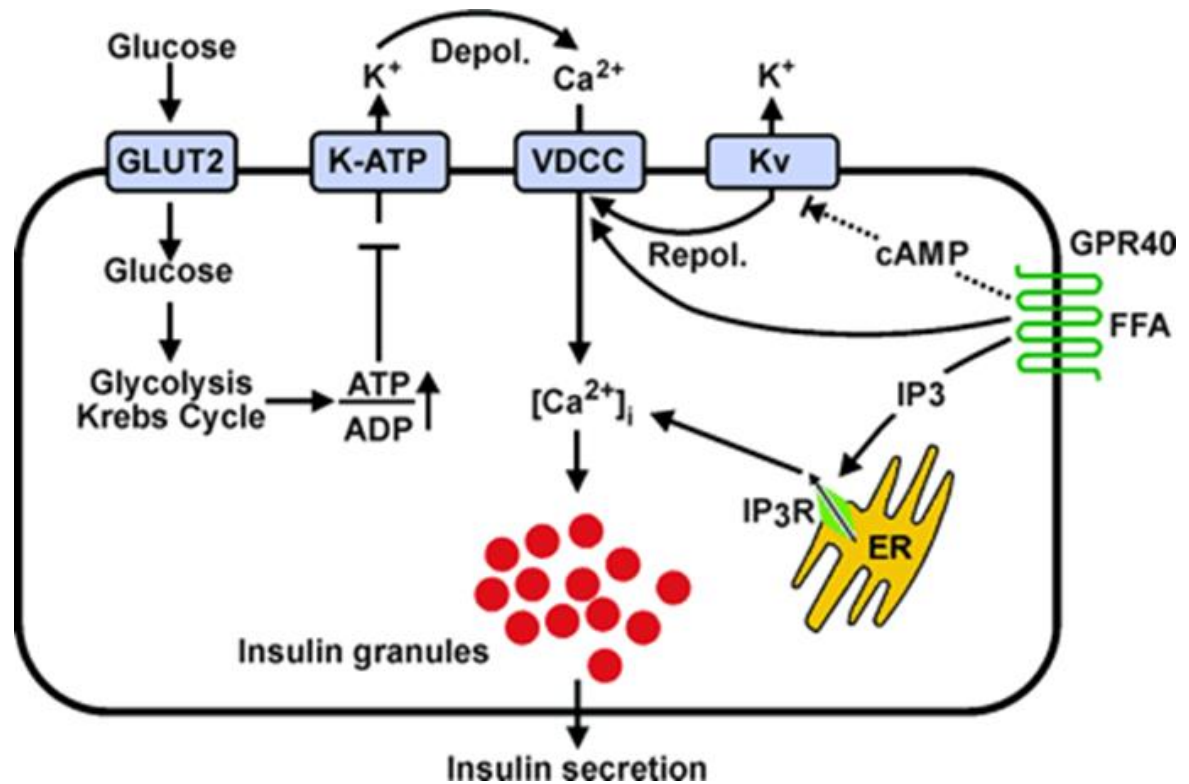 Glucose
Depol.
K+
Ca2+
K+
GLUT2
K-ATP
VDCC
Kv
Repol.
cAMP
GPR40
Glucose
FFA
Glycolysis
Krebs Cycle
ATP
ADP
[Ca2+]i
IP3
IP3R
ER
Insulin granules
Insulin secretion